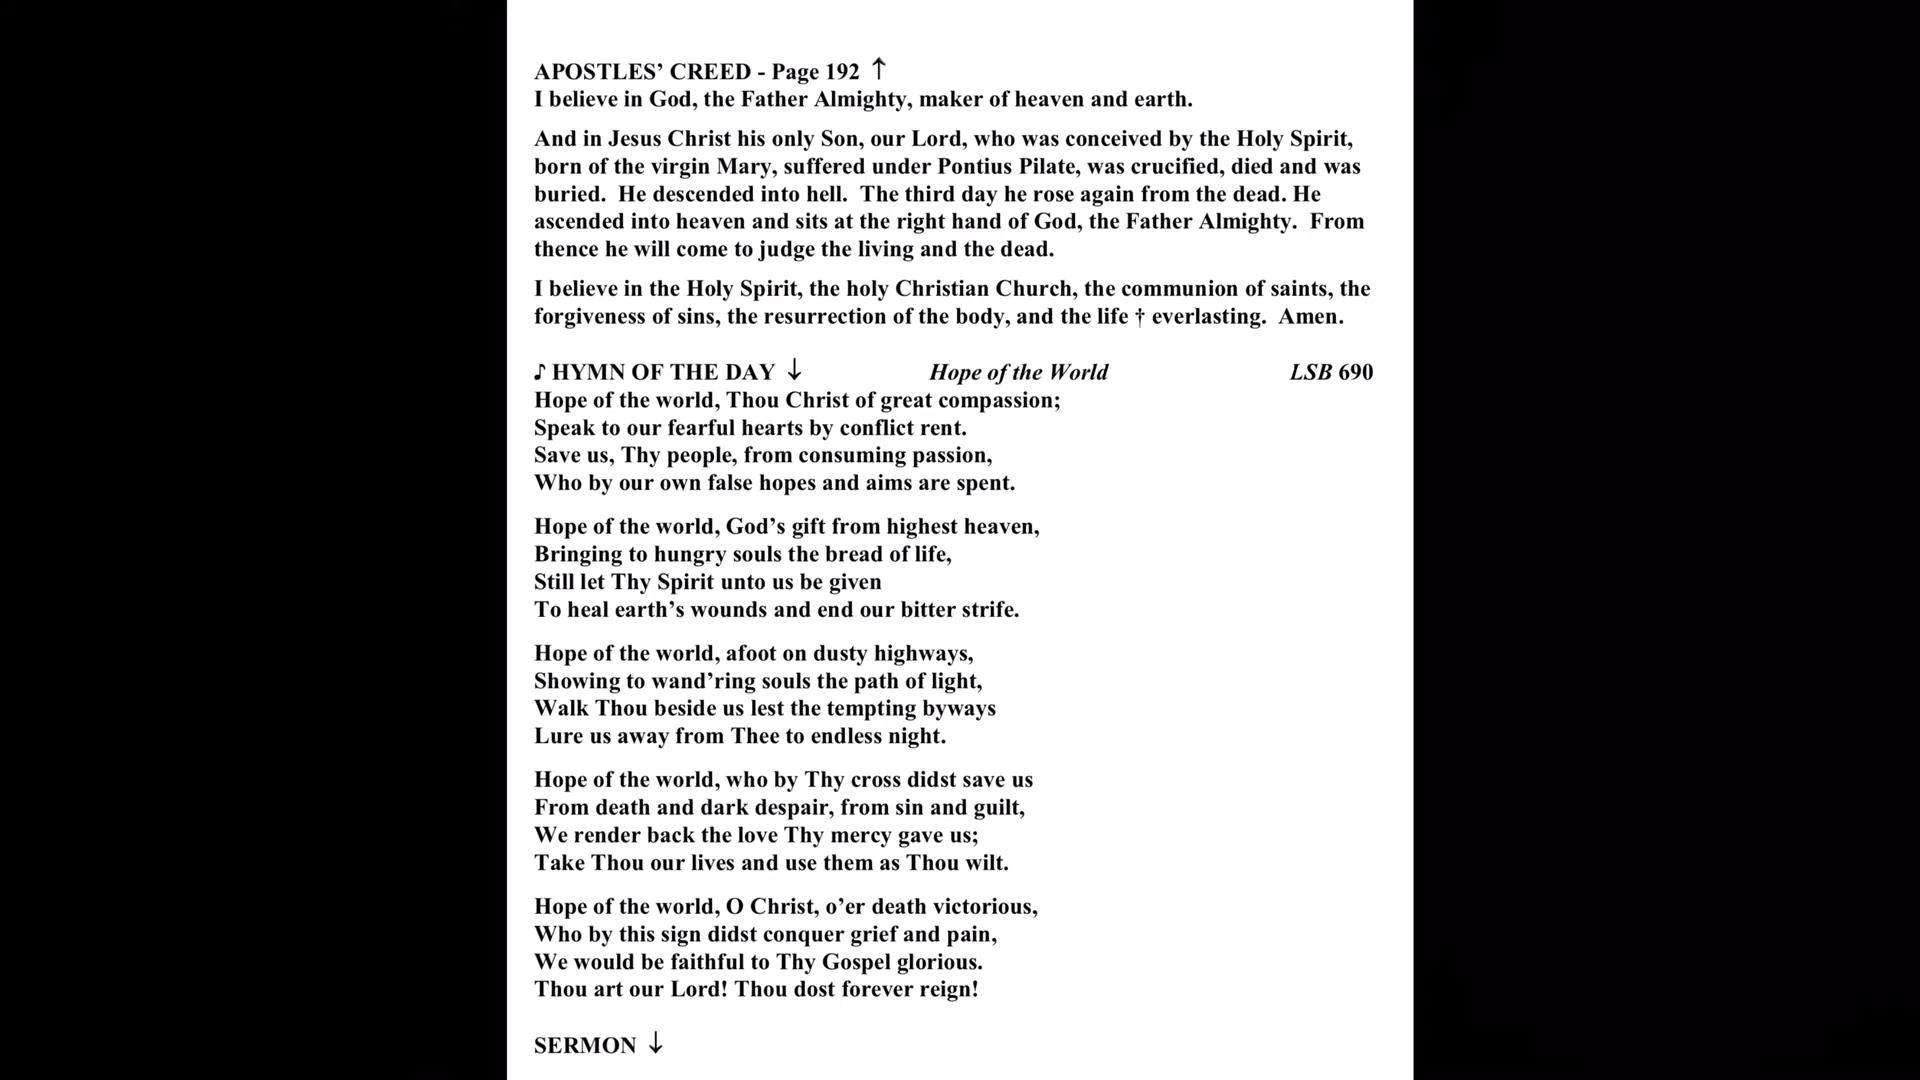 APOSTLES’ CREED - Page 192 ↑
I believe in God, the Father Almighty, maker of heaven and earth.
And in Jesus Christ his only Son, our Lord, who was conceived by the Holy Spirit,
born of the virgin Mary, suffered under Pontius Pilate, was crucified, died and was
buried.  He descended into hell.  The third day he rose again from the dead. He
ascended into heaven and sits at the right hand of God, the Father Almighty.  From
thence he will come to judge the living and the dead.
I believe in the Holy Spirit, the holy Christian Church, the communion of saints, the
forgiveness of sins, the resurrection of the body, and the life † everlasting.  Amen.
♪ HYMN OF THE DAY ↓ Hope of the World LSB 690
Hope of the world, Thou Christ of great compassion;
Speak to our fearful hearts by conflict rent.
Save us, Thy people, from consuming passion,
Who by our own false hopes and aims are spent.
Hope of the world, God’s gift from highest heaven,
Bringing to hungry souls the bread of life,
Still let Thy Spirit unto us be given
To heal earth’s wounds and end our bitter strife.
Hope of the world, afoot on dusty highways,
Showing to wand’ring souls the path of light,
Walk Thou beside us lest the tempting byways
Lure us away from Thee to endless night.
Hope of the world, who by Thy cross didst save us
From death and dark despair, from sin and guilt,
We render back the love Thy mercy gave us;
Take Thou our lives and use them as Thou wilt.
Hope of the world, O Christ, o’er death victorious,
Who by this sign didst conquer grief and pain,
We would be faithful to Thy Gospel glorious.
Thou art our Lord! Thou dost forever reign!
SERMON ↓